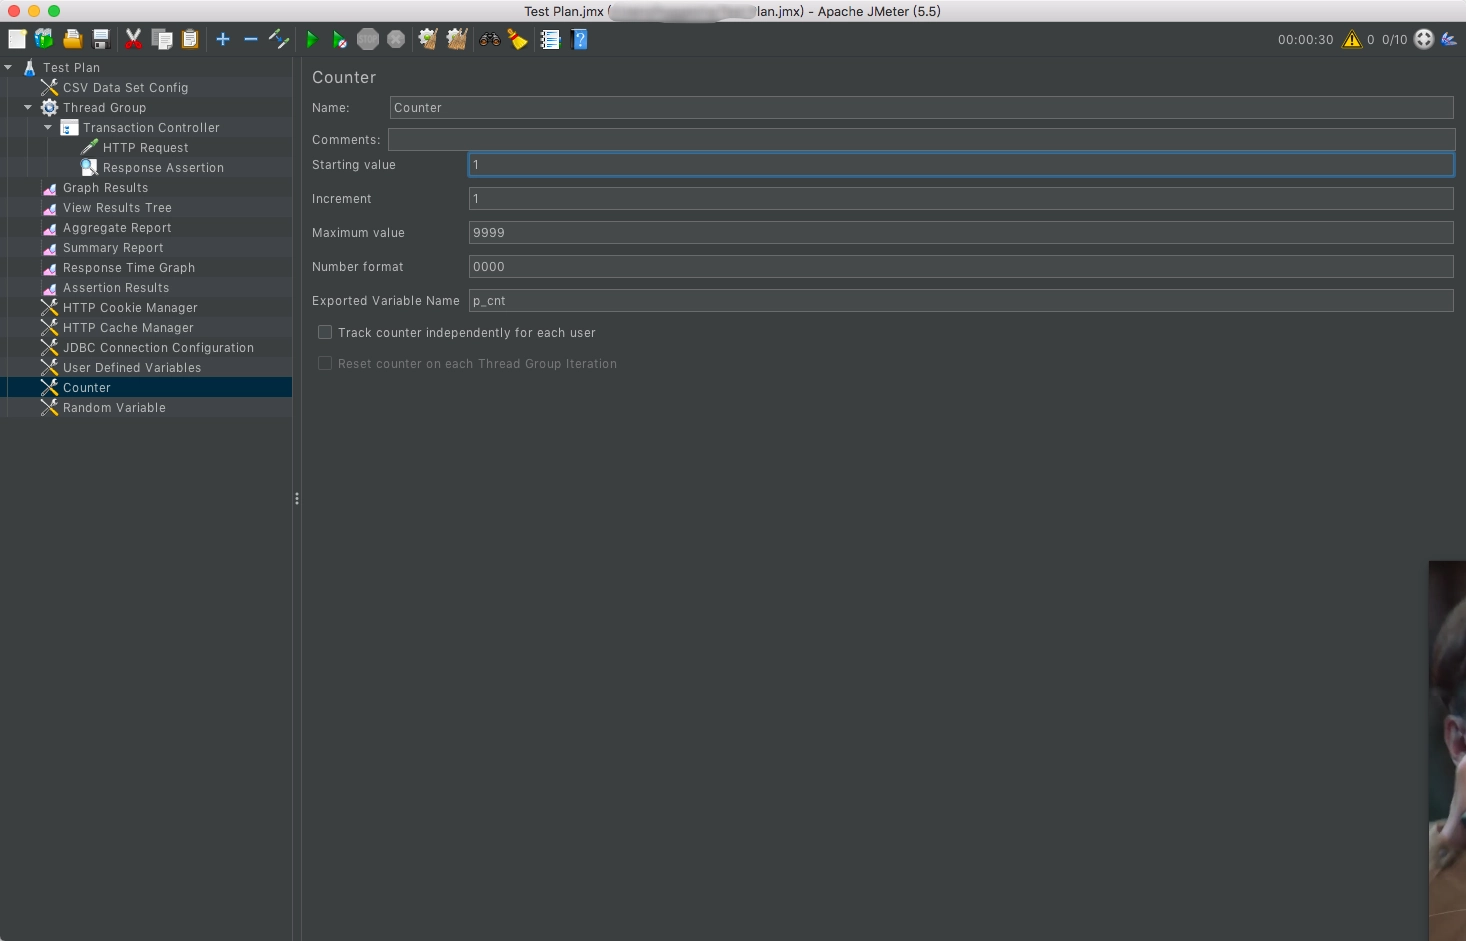 Test Plan.jmx ( lan.jmx) - Apache JMeter (5.5)
STOP
00:00:30 0 0/10
Test Plan
CSV Data Set Config
Thread Group
Transaction Controller
HTTP Request
Response Assertion
Graph Results
View Results Tree
Aggregate Report
Summary Report
Response Time Graph
Assertion Results
HTTP Cookie Manager
HTTP Cache Manager
JDBC Connection Configuration
User Defined Variables
Counter
Random Variable
Counter
Name: Counter
Comments:
Starting value 1
Increment 1
Maximum value 9999
Number format 0000
Exported Variable Name p_cnt
Track counter independently for each user
Reset counter on each Thread Group Iteration